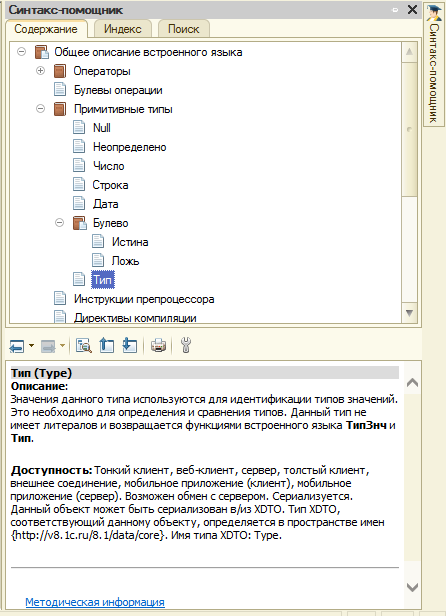 Синтакс-помощник
Содержание
Индекс
Поиск
Общее описание встроенного языка
Операторы
Булевы операции
Примитивные типы
Null
Неопределено
Число
Строка
Дата
Булево
Истина
Ложь
Тип
Инструкции препроцессора
Директивы компиляции
Тип (Type)
Описание:
Значения данного типа используются для идентификации типов значений.
Это необходимо для определения и сравнения типов. Данный тип не
имеет литералов и возвращается функциями встроенного языка ТипЗнч и
Тип.
Доступность: Тонкий клиент, веб-клиент, сервер, толстый клиент,
внешнее соединение, мобильное приложение (клиент), мобильное
приложение (сервер). Возможен обмен с сервером. Сериализуется.
Данный объект может быть сериализован в/из XDTO. Тип XDTO,
соответствующий данному объекту, определяется в пространстве имен
{http://v8.1c.ru/8.1/data/core}. Имя типа XDTO: Type.
Методическая информация
Синтакс-помощник